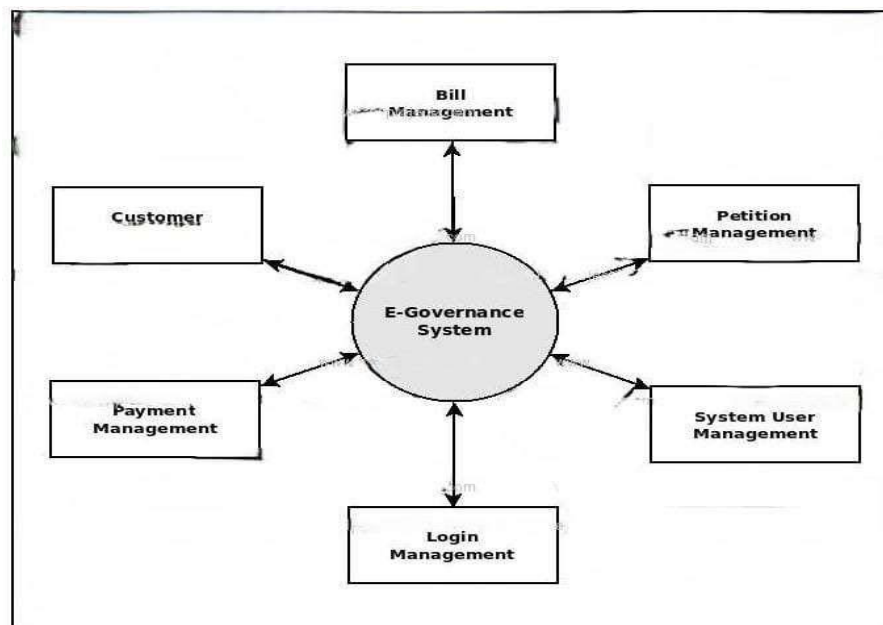 Bill
Management
Customer
Petition
Management
E-Governance
System
Payment
Management
System User
Management
Login
Management